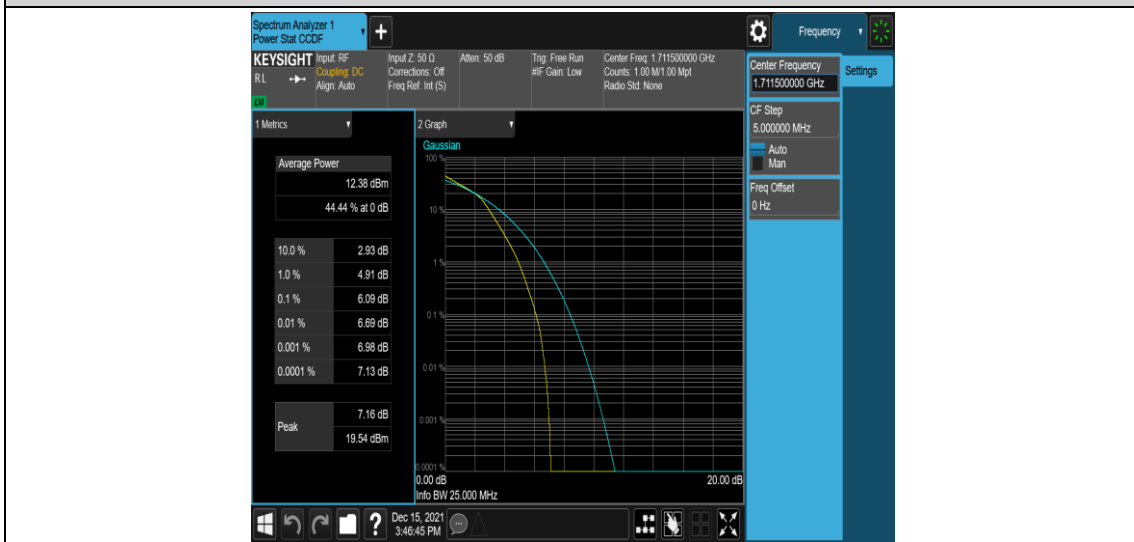 Spectrum Analyzer 1
Power Stat CCDF
+
Frequency
KEYSIGHT
RL
LXI
Input: RF
Coupling: DC
Align: Auto
Input Z: 50 Ω
Corrections: Off
Freq Ref: Int (S)
Atten: 50 dB
Trig: Free Run
#IF Gain: Low
Center Freq: 1.711500000 GHz
Counts: 1.00 M/1.00 Mpt
Radio Std: None
Center Frequency
1.711500000 GHz
Settings
CF Step
5.000000 MHz
Auto
Man
Freq Offset
0 Hz
1 Metrics
Average Power
12.38 dBm
44.44 % at 0 dB
10.0 % 2.93 dB
1.0 % 4.91 dB
0.1 % 6.09 dB
0.01 % 6.69 dB
0.001 % 6.98 dB
0.0001 % 7.13 dB
Peak
7.16 dB
19.54 dBm
2 Graph
Gaussian
100 %
10 %
1 %
0.1 %
0.01 %
0.001 %
0.0001 %
0.00 dB 20.00 dB
Info BW 25.000 MHz
?
Dec 15, 2021
3:46:45 PM